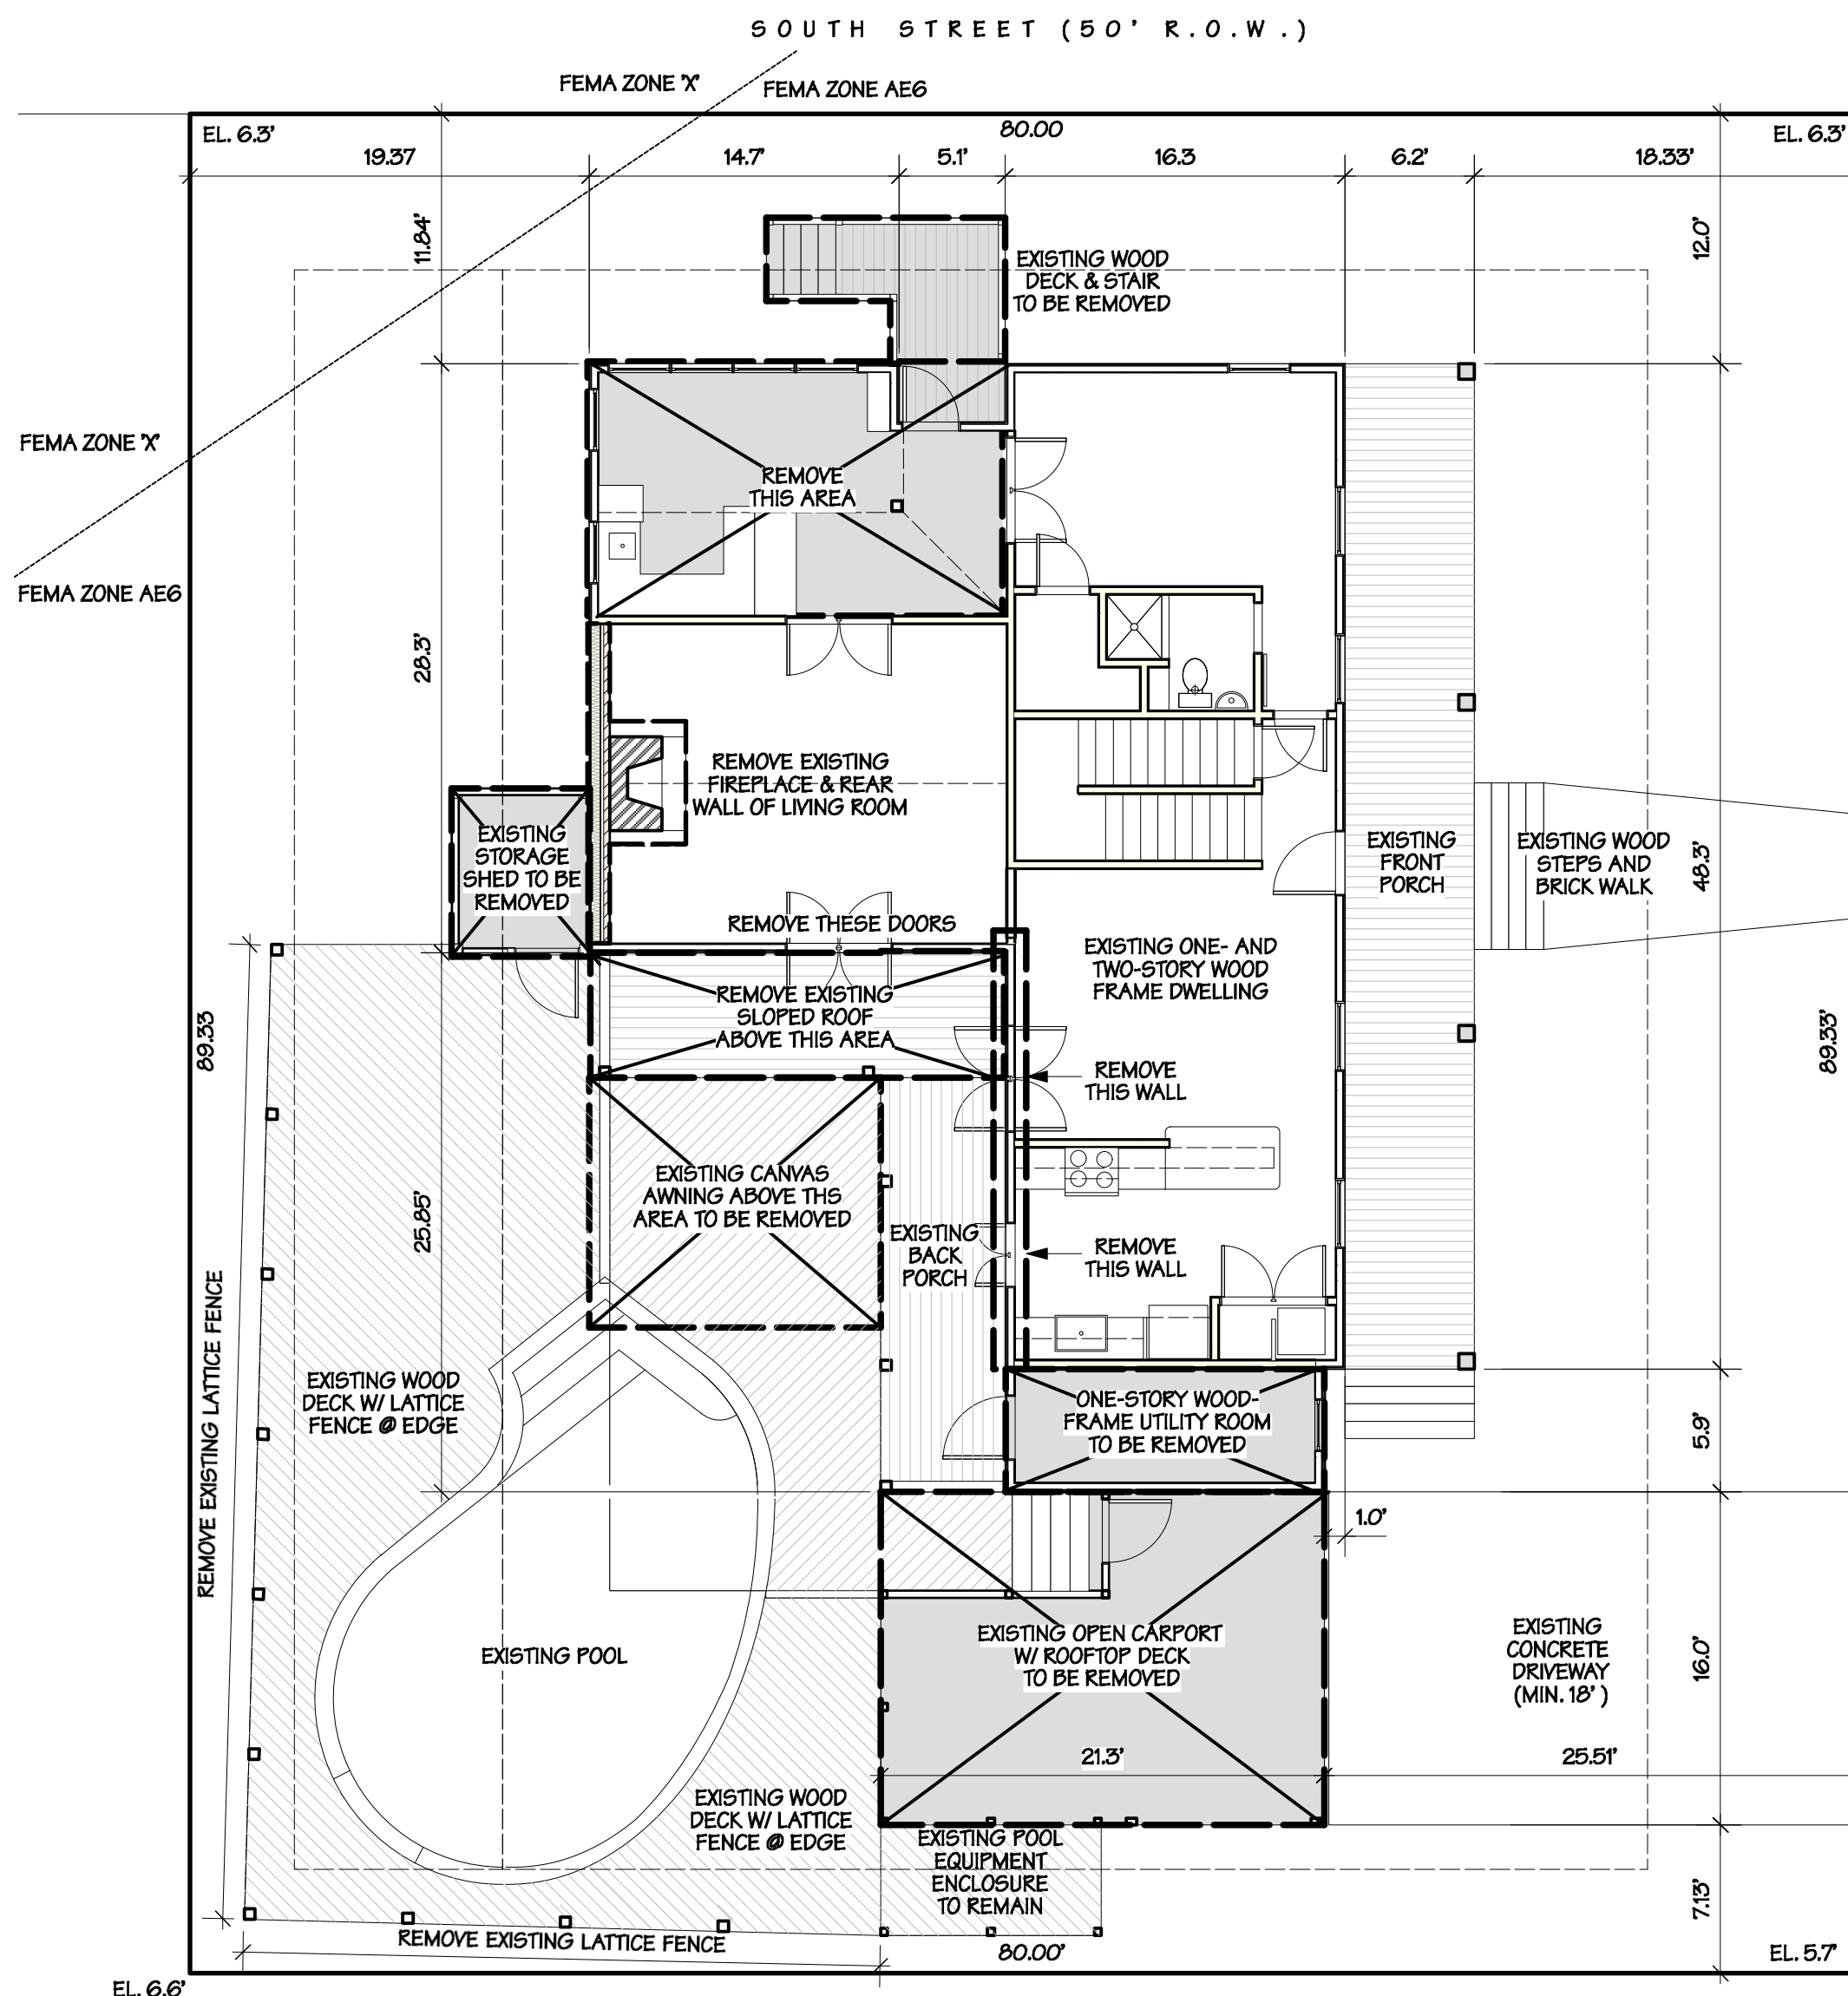 SOUTH STREET (50' R.O.W.)
FEMA ZONE 'X'
FEMA ZONE AE6
EL. 6.3'
80.00
EL. 6.3'
19.37
14.7'
5.1'
16.3
6.2'
18.33'
11.84'
12.0'
EXISTING WOOD
DECK & STAIR
TO BE REMOVED
FEMA ZONE 'X'
REMOVE
THIS AREA
FEMA ZONE AE6
28.3'
REMOVE EXISTING
FIREPLACE & REAR
WALL OF LIVING ROOM
EXISTING
STORAGE
SHED TO BE
REMOVED
EXISTING
FRONT
PORCH
EXISTING WOOD
STEPS AND
BRICK WALK
48.3'
REMOVE THESE DOORS
EXISTING ONE- AND
TWO-STORY WOOD
FRAME DWELLING
REMOVE EXISTING
SLOPED ROOF
ABOVE THIS AREA
89.33
89.33'
REMOVE
THIS WALL
EXISTING CANVAS
AWNING ABOVE THS
AREA TO BE REMOVED
25.85'
EXISTING
BACK
PORCH
REMOVE
THIS WALL
REMOVE EXISTING LATTICE FENCE
EXISTING WOOD
DECK W/ LATTICE
FENCE @ EDGE
ONE-STORY WOOD-
FRAME UTILITY ROOM
TO BE REMOVED
5.9'
1.0'
EXISTING POOL
EXISTING OPEN CARPORT
W/ ROOFTOP DECK
TO BE REMOVED
EXISTING
CONCRETE
DRIVEWAY
(MIN. 18' )
16.0'
21.3'
25.51'
EXISTING WOOD
DECK W/ LATTICE
FENCE @ EDGE
EXISTING POOL
EQUIPMENT
ENCLOSURE
TO REMAIN
7.13'
REMOVE EXISTING LATTICE FENCE
80.00'
EL. 5.7'
EL. 6.6'